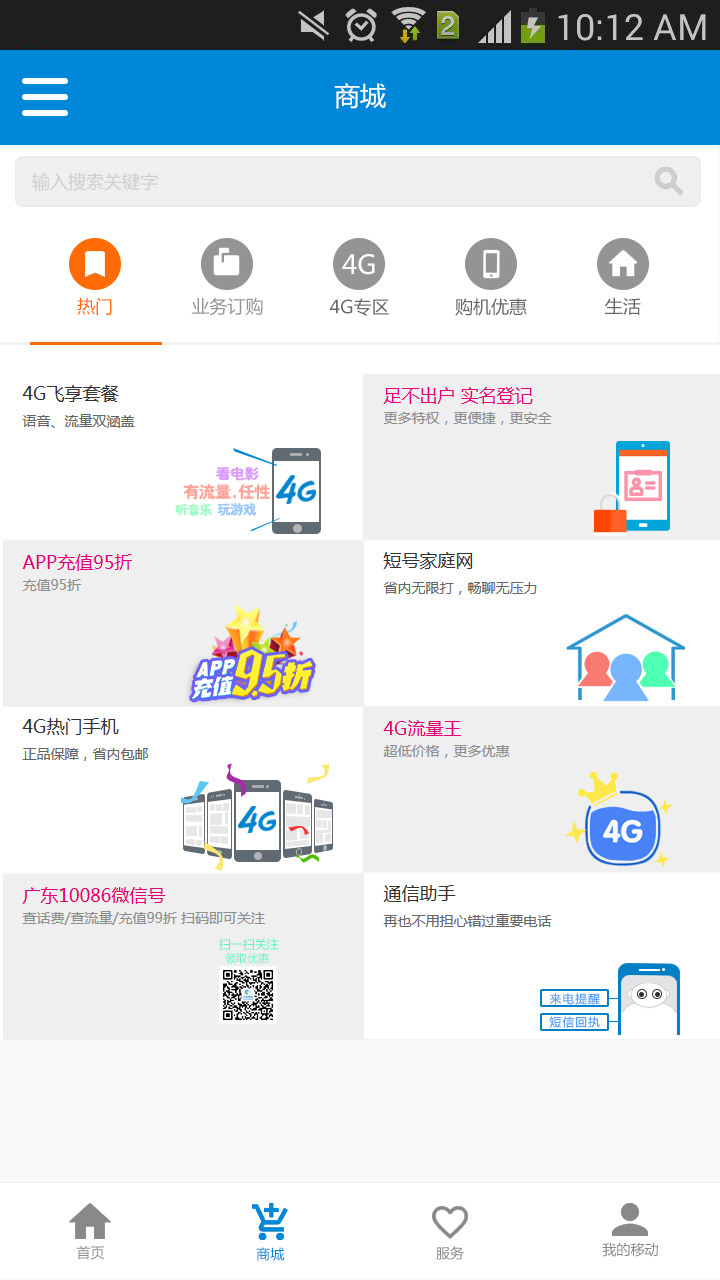 2
10:12 AM
商城
输入搜索关键字
4G
热门
业务订购
4G专区
购机优惠
生活
4G飞享套餐
语音、流量双涵盖
看电影
有流量.任性
听音乐 玩游戏
4G
足不出户 实名登记
更多特权，更便捷，更安全
APP充值95折
充值95折
APP
充值9.5折
短号家庭网
省内无限打，畅聊无压力
4G热门手机
正品保障，省内包邮
4G
4G流量王
超低价格，更多优惠
4G
广东10086微信号
查话费/查流量/充值99折 扫码即可关注
扫一扫关注
领取优惠
通信助手
再也不用担心错过重要电话
来电提醒
短信回执
首页
商城
服务
我的移动